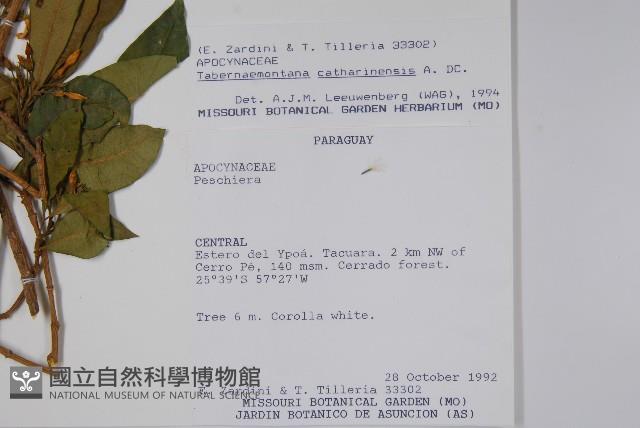 (E. Zardini & T. Tilleria 33302)
APOCYNACEAE
Tabernaemontana catharinensis A. DC.
Det. A.J.M. Leeuwenberg (WAG), 1994
MISSOURI BOTANICAL GARDEN HERBARIUM (MO)
PARAGUAY
APOCYNACEAE
Peschiera
CENTRAL
Estero del Ypoá. Tacuara. 2 km NW of
Cerro Pé, 140 msm. Cerrado forest.
25°39'S 57°27'W
Tree 6 m. Corolla white.
28 October 1992
E. Zardini & T. Tilleria 33302
MISSOURI BOTANICAL GARDEN (MO)
JARDIN BOTANICO DE ASUNCION (AS)
國立自然科學博物館
NATIONAL MUSEUM OF NATURAL SCIENCE